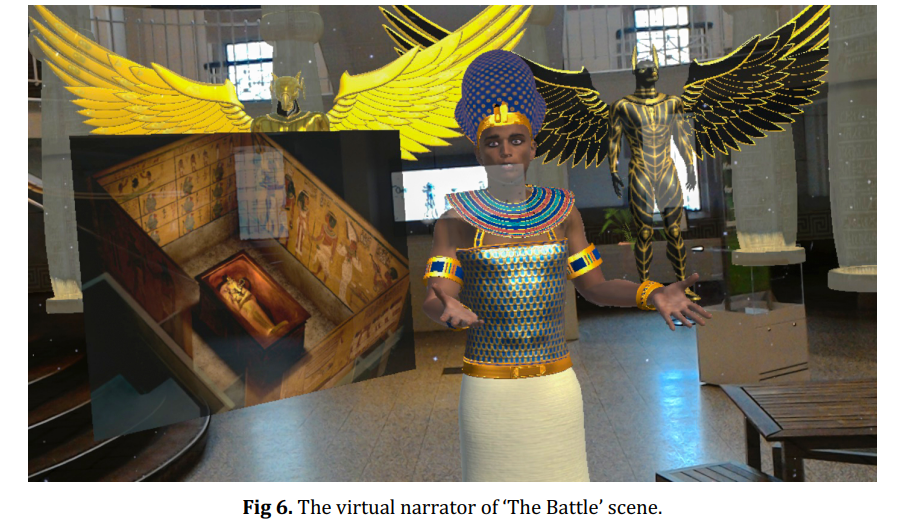 Fig 6. The virtual narrator of ‘The Battle’ scene.